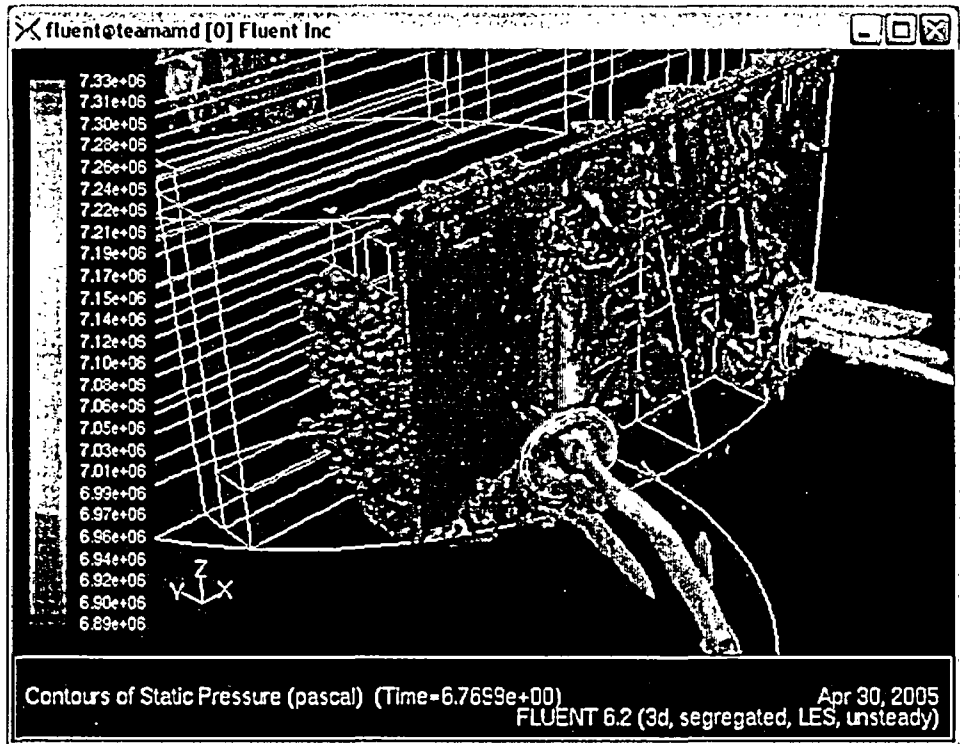 fluent@teamamd [0] Fluent Inc
7.33e+06
7.31e+06
7.30e+06
7.28e+06
7.26e+06
7.24e+06
7.22e+06
7.21e+06
7.19e+06
7.17e+06
7.15e+06
7.14e+06
7.12e+06
7.10e+06
7.08e+06
7.06e+06
7.05e+06
7.03e+06
7.01e+06
6.99e+06
6.97e+06
6.96e+06
6.94e+06
6.92e+06
6.90e+06
6.89e+06
Z
Y X
Contours of Static Pressure (pascal) (Time=6.7699e+00)
Apr 30, 2005
FLUENT 6.2 (3d, segregated, LES, unsteady)